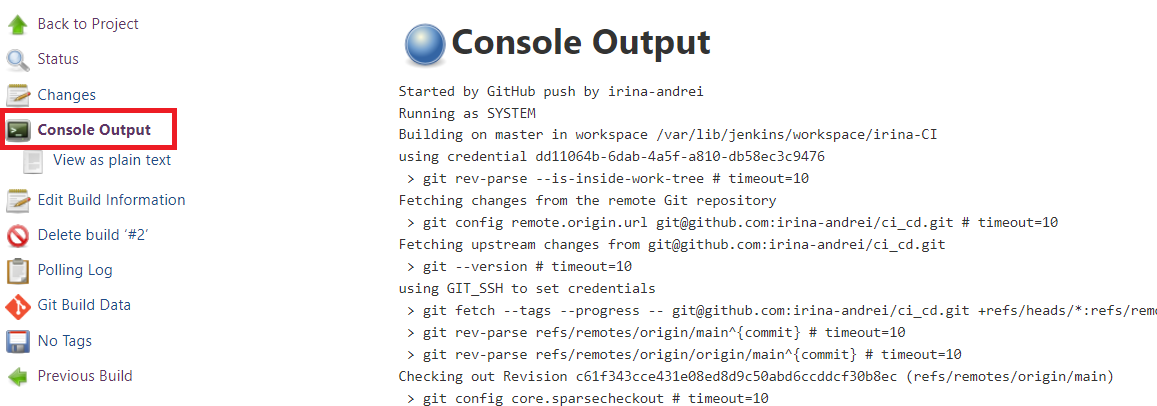 Back to Project
Status
Changes
Console Output
View as plain text
Edit Build Information
Delete build ‘#2’
Polling Log
Git Build Data
No Tags
Previous Build
Console Output
Started by GitHub push by irina-andrei
Running as SYSTEM
Building on master in workspace /var/lib/jenkins/workspace/irina-CI
using credential dd11064b-6dab-4a5f-a810-db58ec3c9476
> git rev-parse --is-inside-work-tree # timeout=10
Fetching changes from the remote Git repository
> git config remote.origin.url git@github.com:irina-andrei/ci_cd.git # timeout=10
Fetching upstream changes from git@github.com:irina-andrei/ci_cd.git
> git --version # timeout=10
using GIT_SSH to set credentials
> git fetch --tags --progress -- git@github.com:irina-andrei/ci_cd.git +refs/heads/*:refs/remo
> git rev-parse refs/remotes/origin/main^{commit} # timeout=10
> git rev-parse refs/remotes/origin/origin/main^{commit} # timeout=10
Checking out Revision c61f343cce431e08ed8d9c50abd6ccddcf30b8ec (refs/remotes/origin/main)
> git config core.sparsecheckout # timeout=10